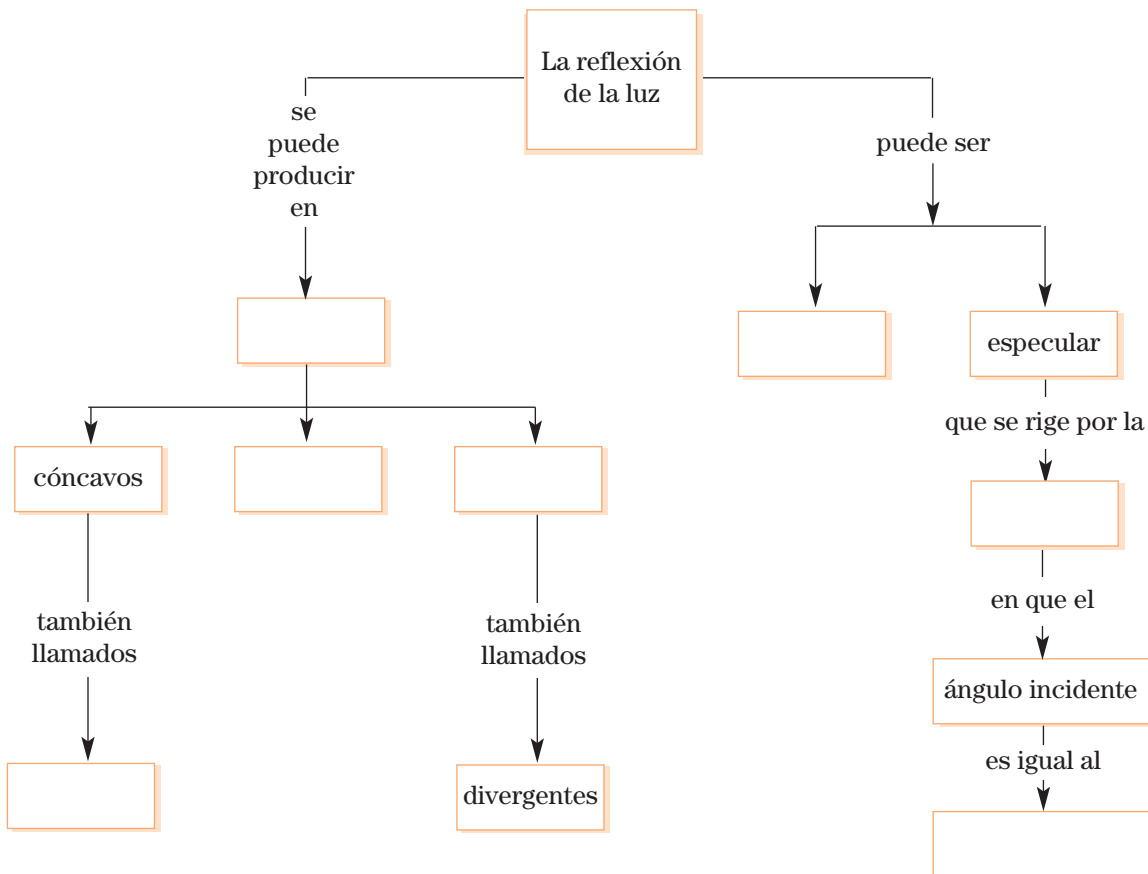 La reflexión
de la luz
se
puede
producir
en
puede ser
especular
que se rige por la
cóncavos
en que el
también
llamados
también
llamados
ángulo incidente
es igual al
divergentes